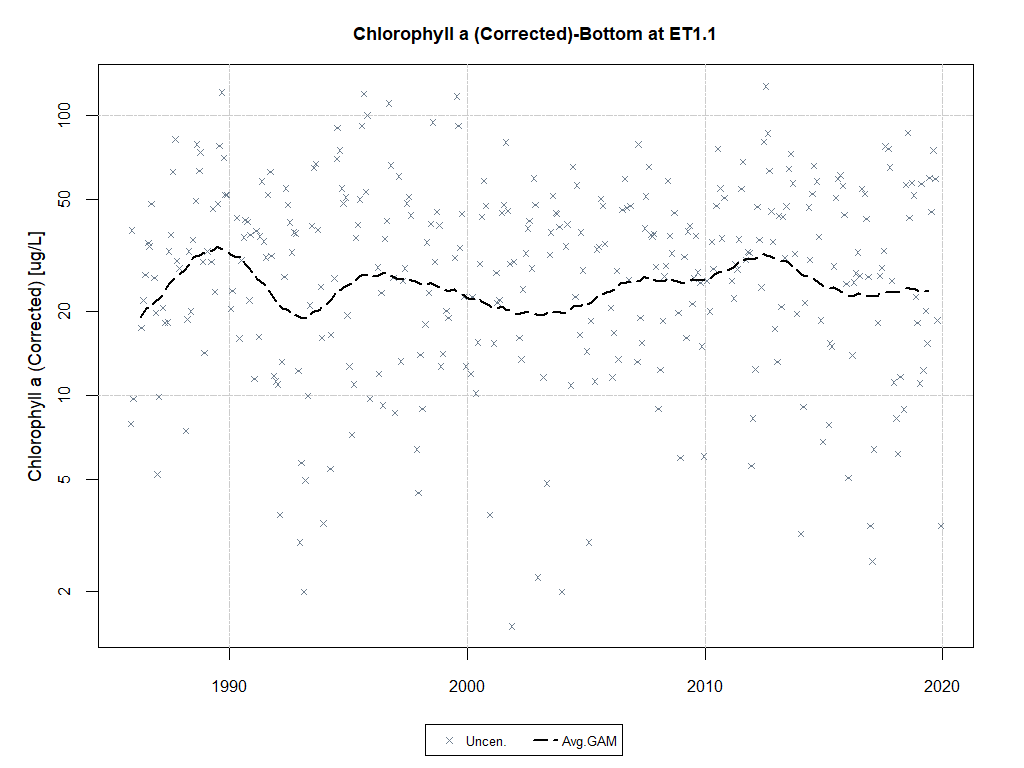 Chlorophyll a (Corrected)-Bottom at ET1.1
Chlorophyll a (Corrected) [ug/L]
100
50
20
10
5
2
1990
2000
2010
2020
Uncen.
Avg.GAM